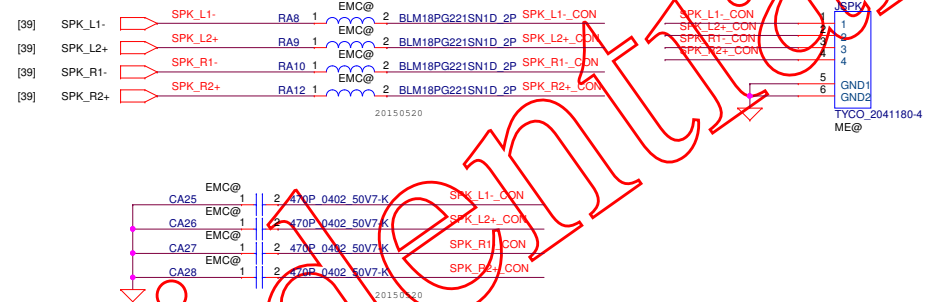 [39] SPK_L1- SPK_L1- RA8 1 EMC@ 2 BLM18PG221SN1D_2P SPK_L1-_CON
[39] SPK_L2+ SPK_L2+ RA9 1 EMC@ 2 BLM18PG221SN1D_2P SPK_L2+_CON
[39] SPK_R1- SPK_R1- RA10 1 EMC@ 2 BLM18PG221SN1D_2P SPK_R1-_CON
[39] SPK_R2+ SPK_R2+ RA12 1 EMC@ 2 BLM18PG221SN1D_2P SPK_R2+_CON
20150520
JSPK
SPK_L1-_CON 1 1
SPK_L2+_CON 2 2
SPK_R1-_CON 3 3
SPK_R2+_CON 4 4
5 GND1
6 GND2
TYCO_2041180-4
ME@
EMC@
CA25 1 2 470P_0402_50V7-K SPK_L1-_CON
EMC@
CA26 1 2 470P_0402_50V7-K SPK_L2+_CON
EMC@
CA27 1 2 470P_0402_50V7-K SPK_R1-_CON
EMC@
CA28 1 2 470P_0402_50V7-K SPK_R2+_CON
20150520